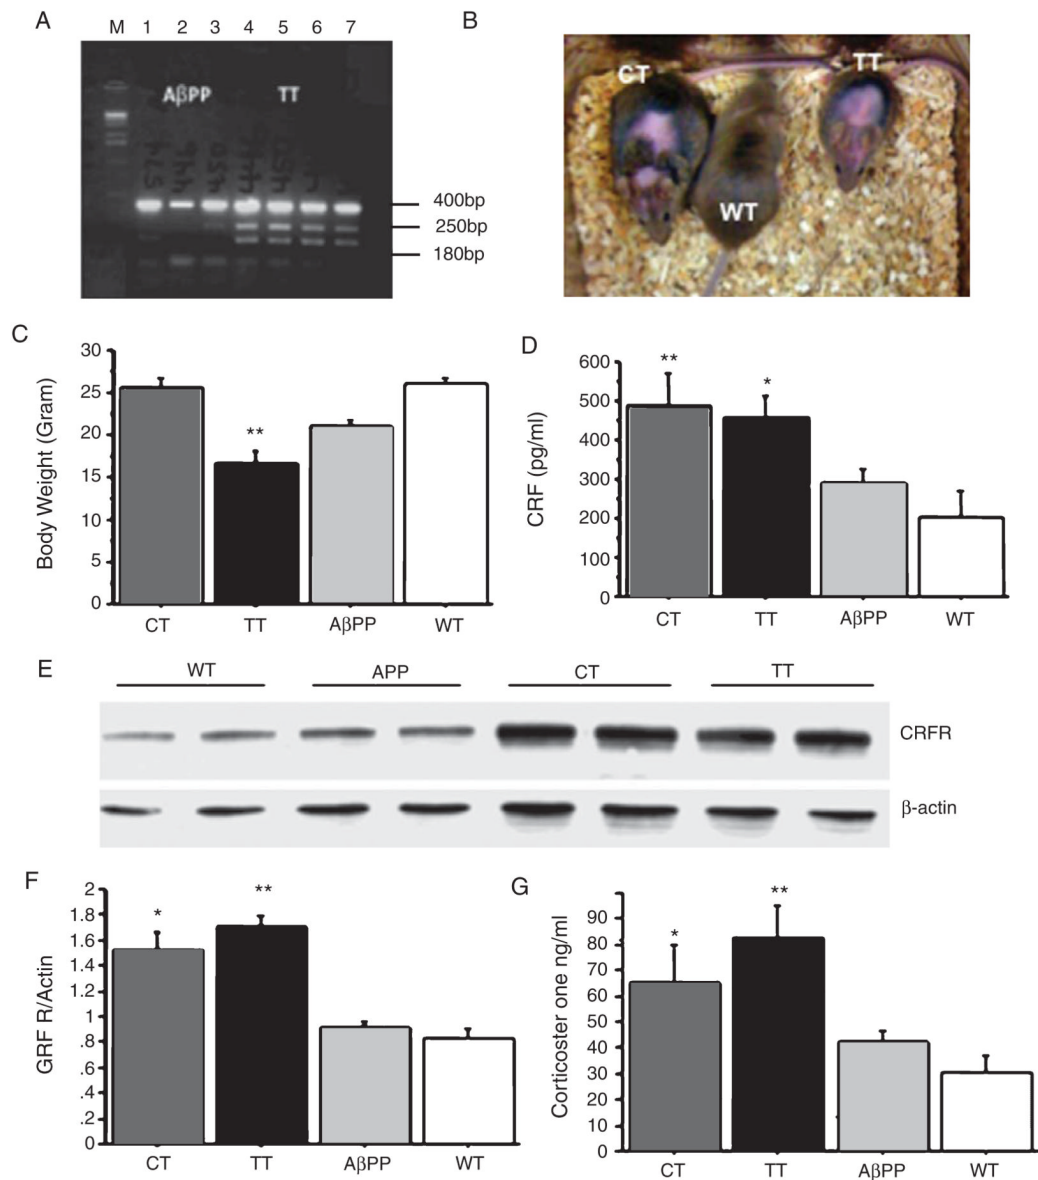 A
M 1 2 3 4 5 6 7
AβPP TT
574 446 450
400bp
250bp
180bp
B
CT TT
WT
C
30
25
20
15
10
5
0
Body Weight (Gram)
**
CT TT AβPP WT
D
600
500
400
300
200
100
0
CRF (pg/ml)
** *
CT TT AβPP WT
E
WT APP CT TT
CRFR
β-actin
F
2
1.8
1.6
1.4
1.2
1
.8
.6
.4
.2
0
GRF R/Actin
* **
CT TT AβPP WT
G
90
80
70
60
50
40
30
20
10
0
Corticoster one ng/ml
* **
CT TT AβPP WT